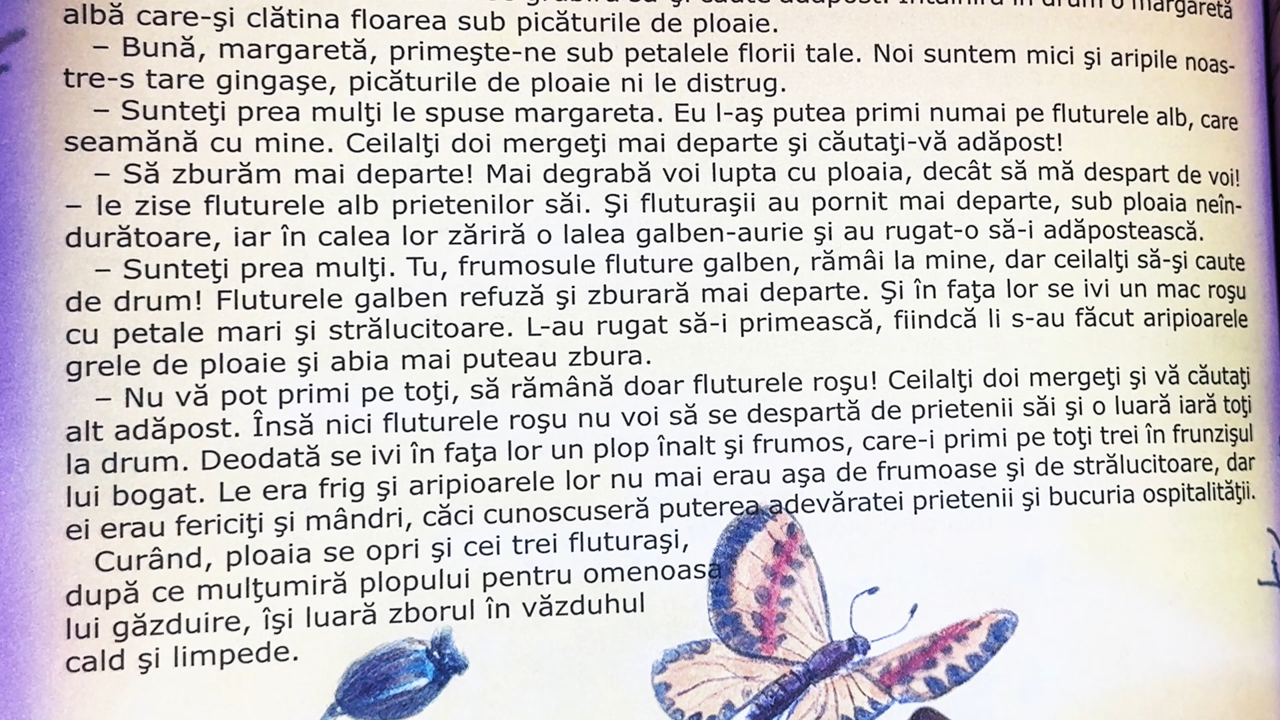 să-şi caute adăpost. Întâlniră în drum o margaretă
albă care-şi clătina floarea sub picăturile de ploaie.
– Bună, margaretă, primeşte-ne sub petalele florii tale. Noi suntem mici şi aripile noas-
tre-s tare gingaşe, picăturile de ploaie ni le distrug.
– Sunteţi prea mulţi le spuse margareta. Eu l-aş putea primi numai pe fluturele alb, care
seamănă cu mine. Ceilalţi doi mergeţi mai departe şi căutaţi-vă adăpost!
– Să zburăm mai departe! Mai degrabă voi lupta cu ploaia, decât să mă despart de voi!
– le zise fluturele alb prietenilor săi. Şi fluturaşii au pornit mai departe, sub ploaia neîn-
durătoare, iar în calea lor zăriră o lalea galben-aurie şi au rugat-o să-i adăpostească.
– Sunteţi prea mulţi. Tu, frumosule fluture galben, rămâi la mine, dar ceilalţi să-şi caute
de drum! Fluturele galben refuză şi zburară mai departe. Şi în faţa lor se ivi un mac roşu
cu petale mari şi strălucitoare. L-au rugat să-i primească, fiindcă li s-au făcut aripioarele
grele de ploaie şi abia mai puteau zbura.
– Nu vă pot primi pe toţi, să rămână doar fluturele roşu! Ceilalţi doi mergeţi şi vă căutaţi
alt adăpost. Însă nici fluturele roşu nu voi să se despartă de prietenii săi şi o luară iară toţi
la drum. Deodată se ivi în faţa lor un plop înalt şi frumos, care-i primi pe toţi trei în frunzişul
lui bogat. Le era frig şi aripioarele lor nu mai erau aşa de frumoase şi de strălucitoare, dar
ei erau fericiţi şi mândri, căci cunoscuseră puterea adevăratei prietenii şi bucuria ospitalităţii.
Curând, ploaia se opri şi cei trei fluturaşi,
după ce mulţumiră plopului pentru omenoasa
lui găzduire, îşi luară zborul în văzduhul
cald şi limpede.